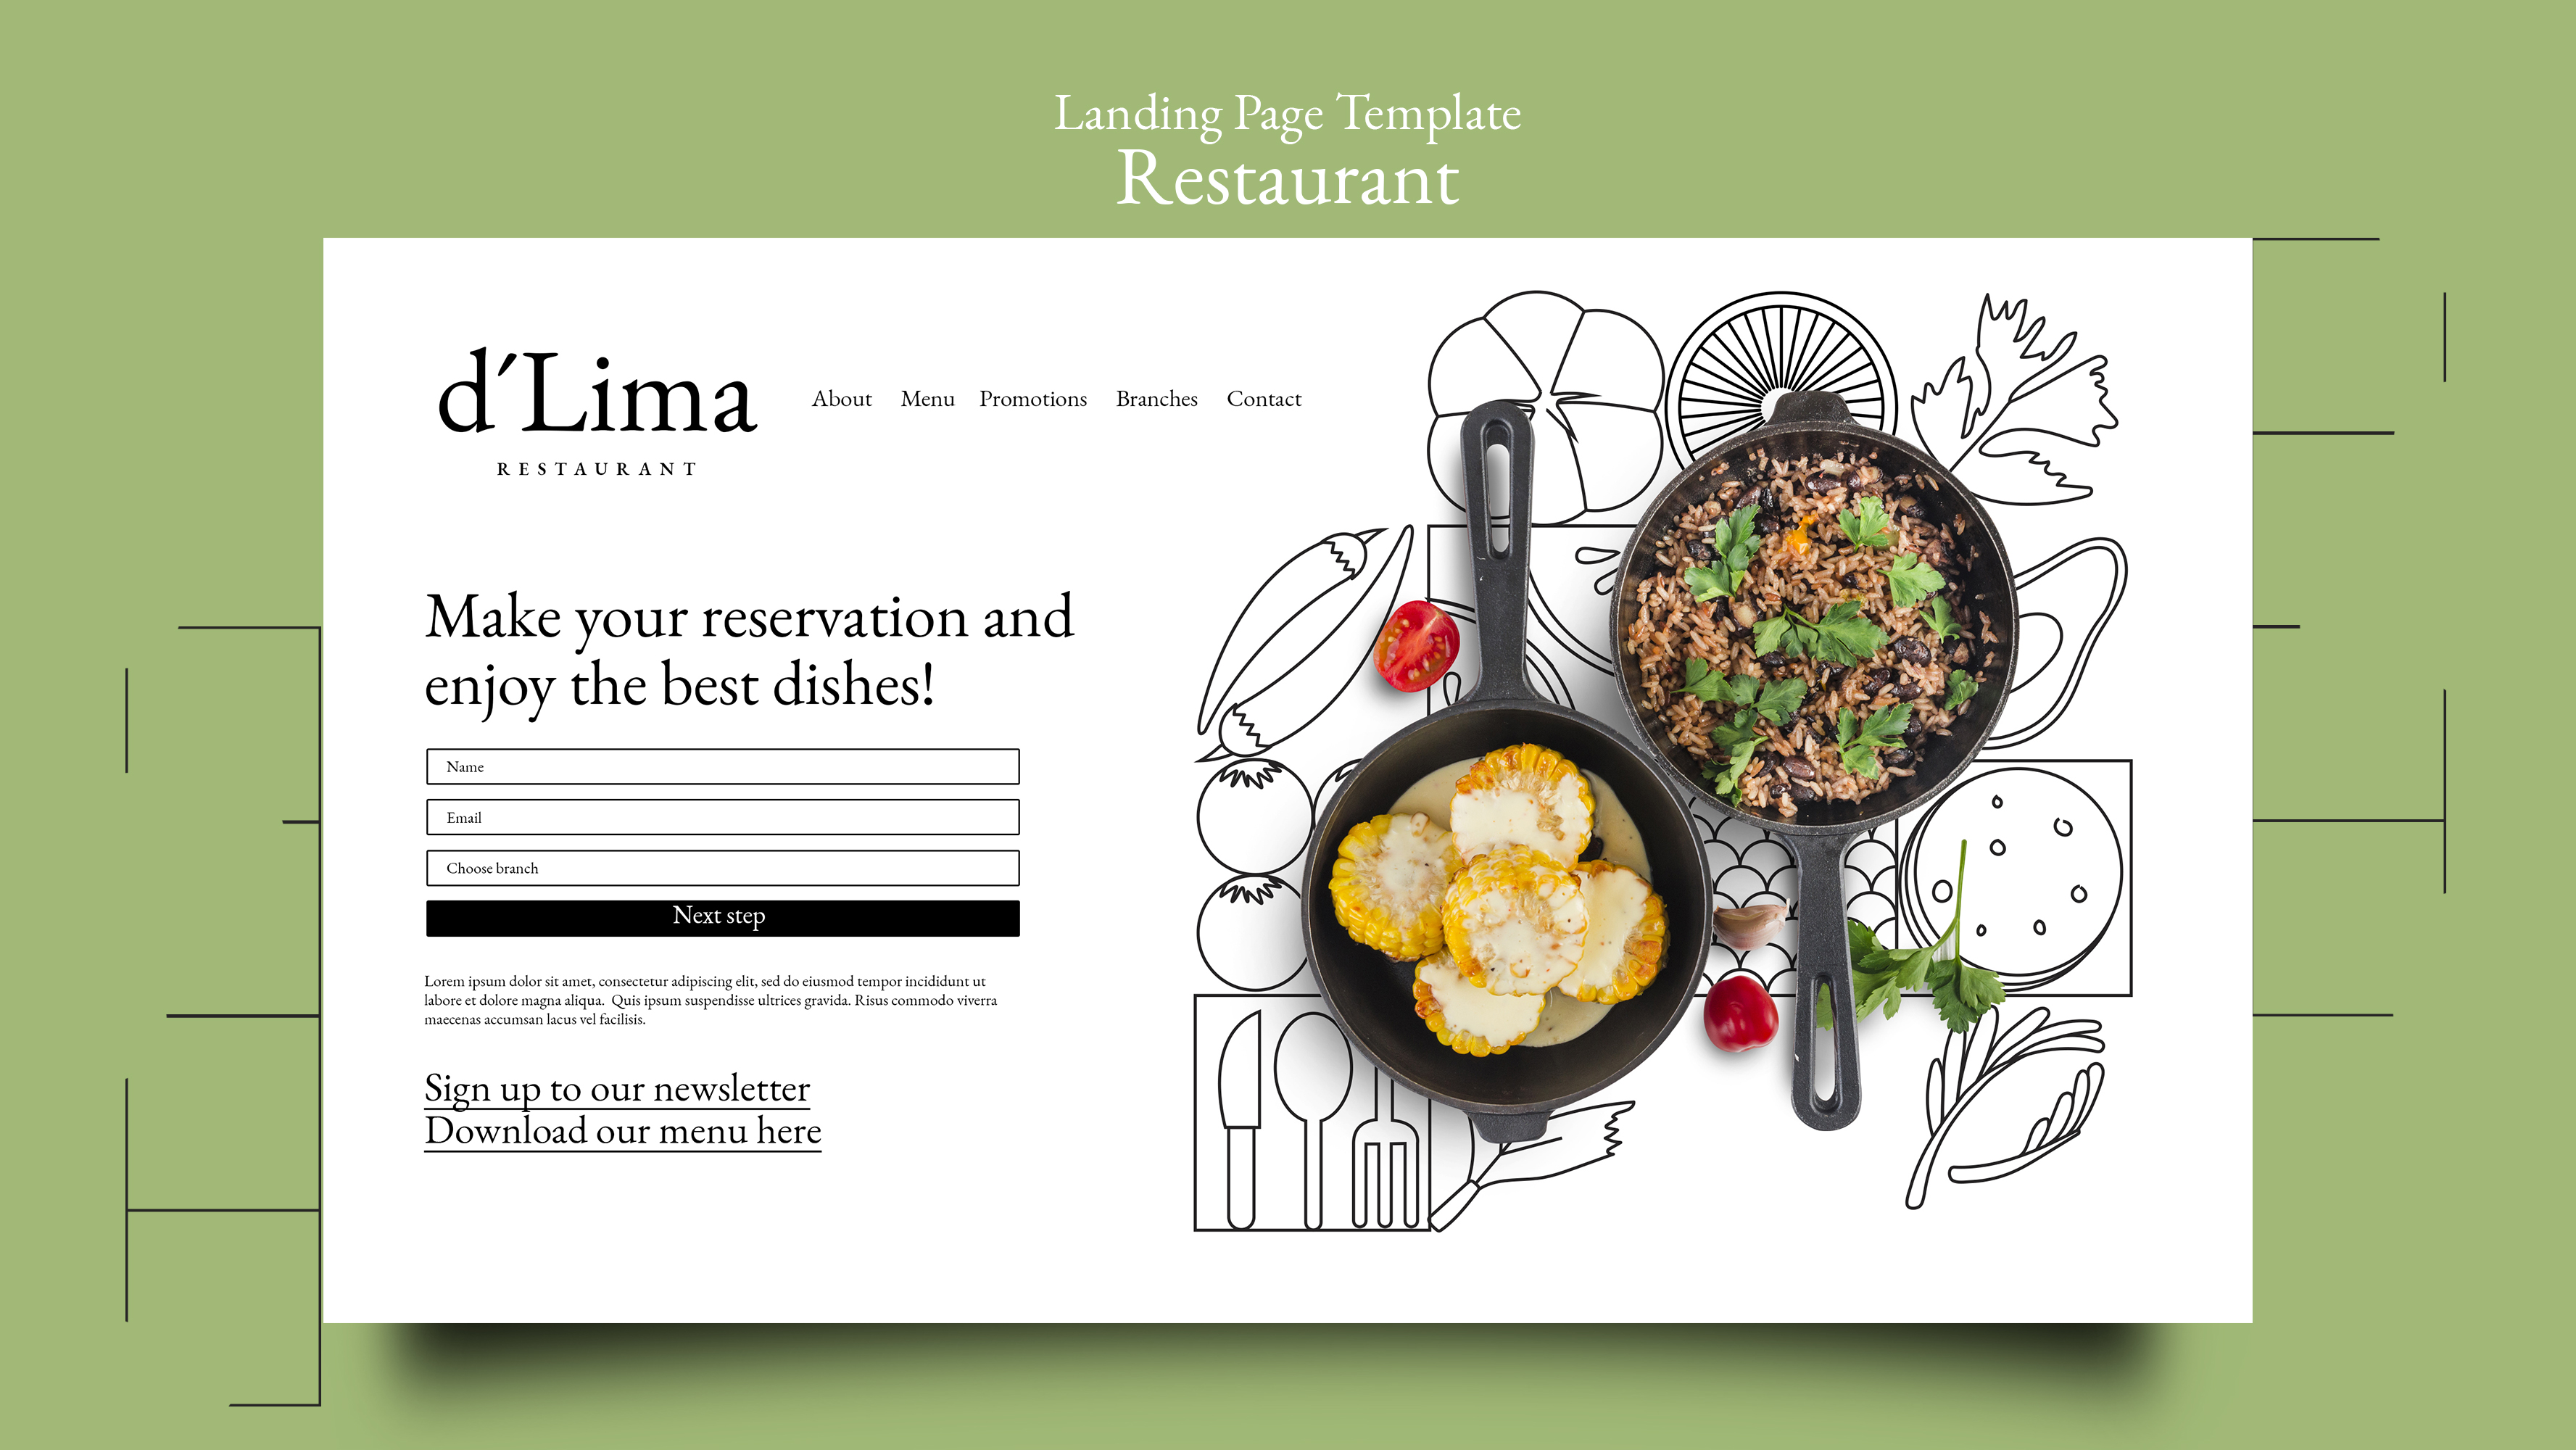 Landing Page Template
Restaurant
d´Lima
RESTAURANT
About Menu Promotions Branches Contact
Make your reservation and
enjoy the best dishes!
Name
Email
Choose branch
Next step
Lorem ipsum dolor sit amet, consectetur adipiscing elit, sed do eiusmod tempor incididunt ut
labore et dolore magna aliqua. Quis ipsum suspendisse ultrices gravida. Risus commodo viverra
maecenas accumsan lacus vel facilisis.
Sign up to our newsletter
Download our menu here